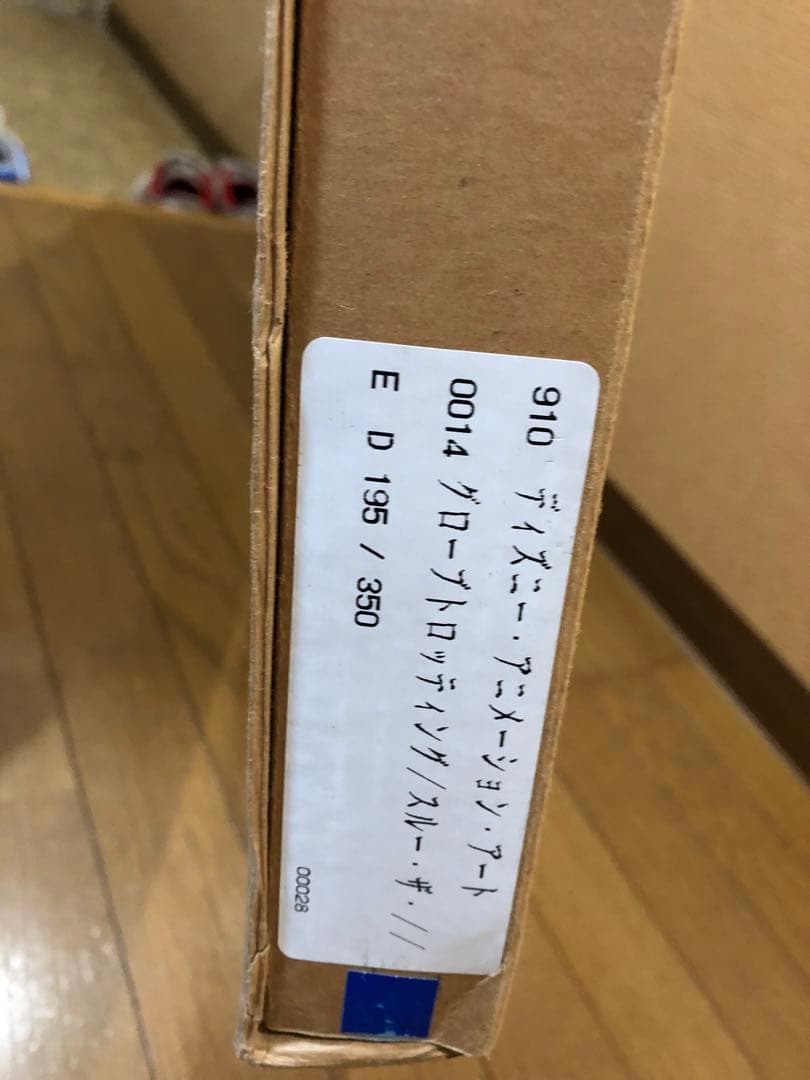 910 ディズニー・アニメーション・アート
0014 グローブトロッティング/スルー・ザ・//
E D 195 / 350
00028